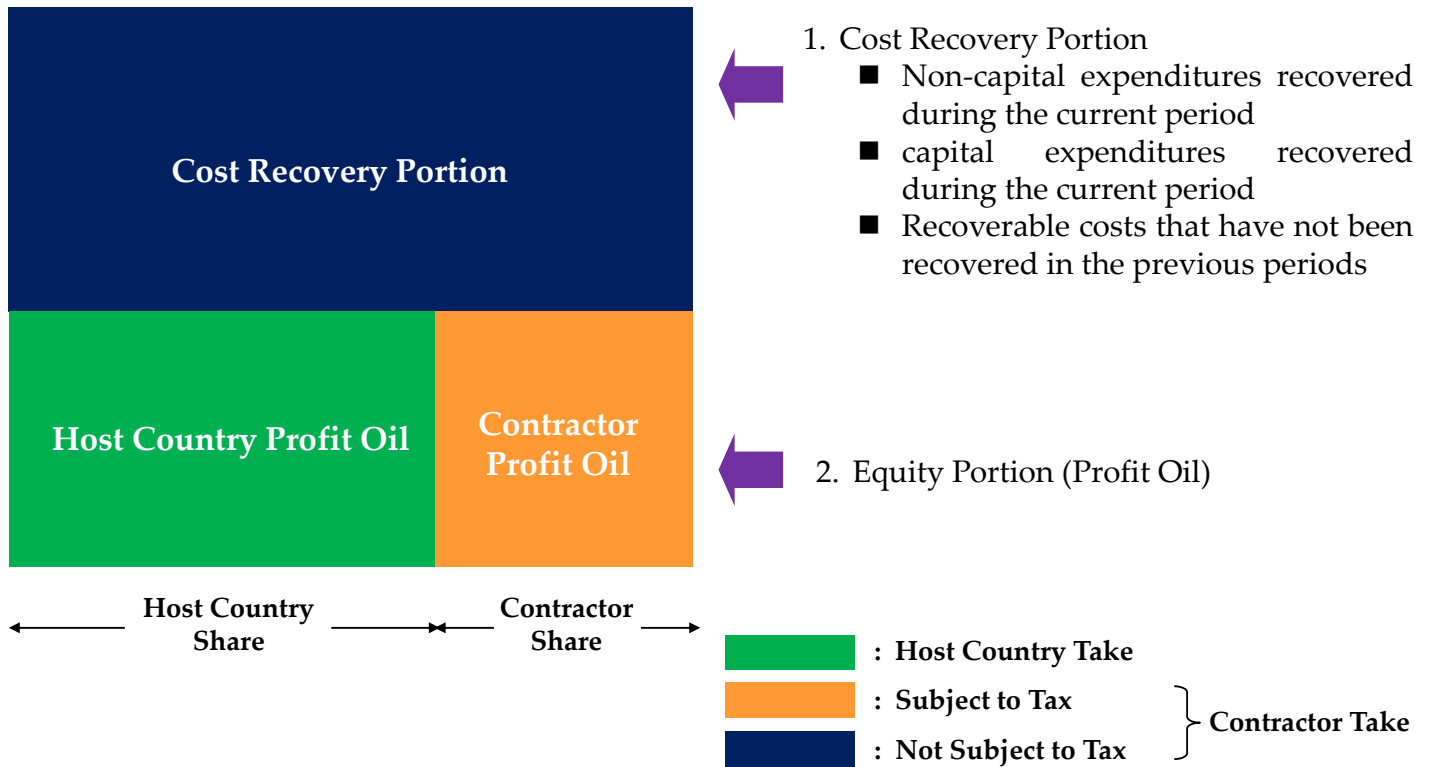 Cost Recovery Portion
Host Country Profit Oil
Contractor
Profit Oil
Host Country
Share
Contractor
Share
1. Cost Recovery Portion
■ Non-capital expenditures recovered
during the current period
■ capital expenditures recovered
during the current period
■ Recoverable costs that have not been
recovered in the previous periods
2. Equity Portion (Profit Oil)
: Host Country Take
: Subject to Tax
: Not Subject to Tax
Contractor Take